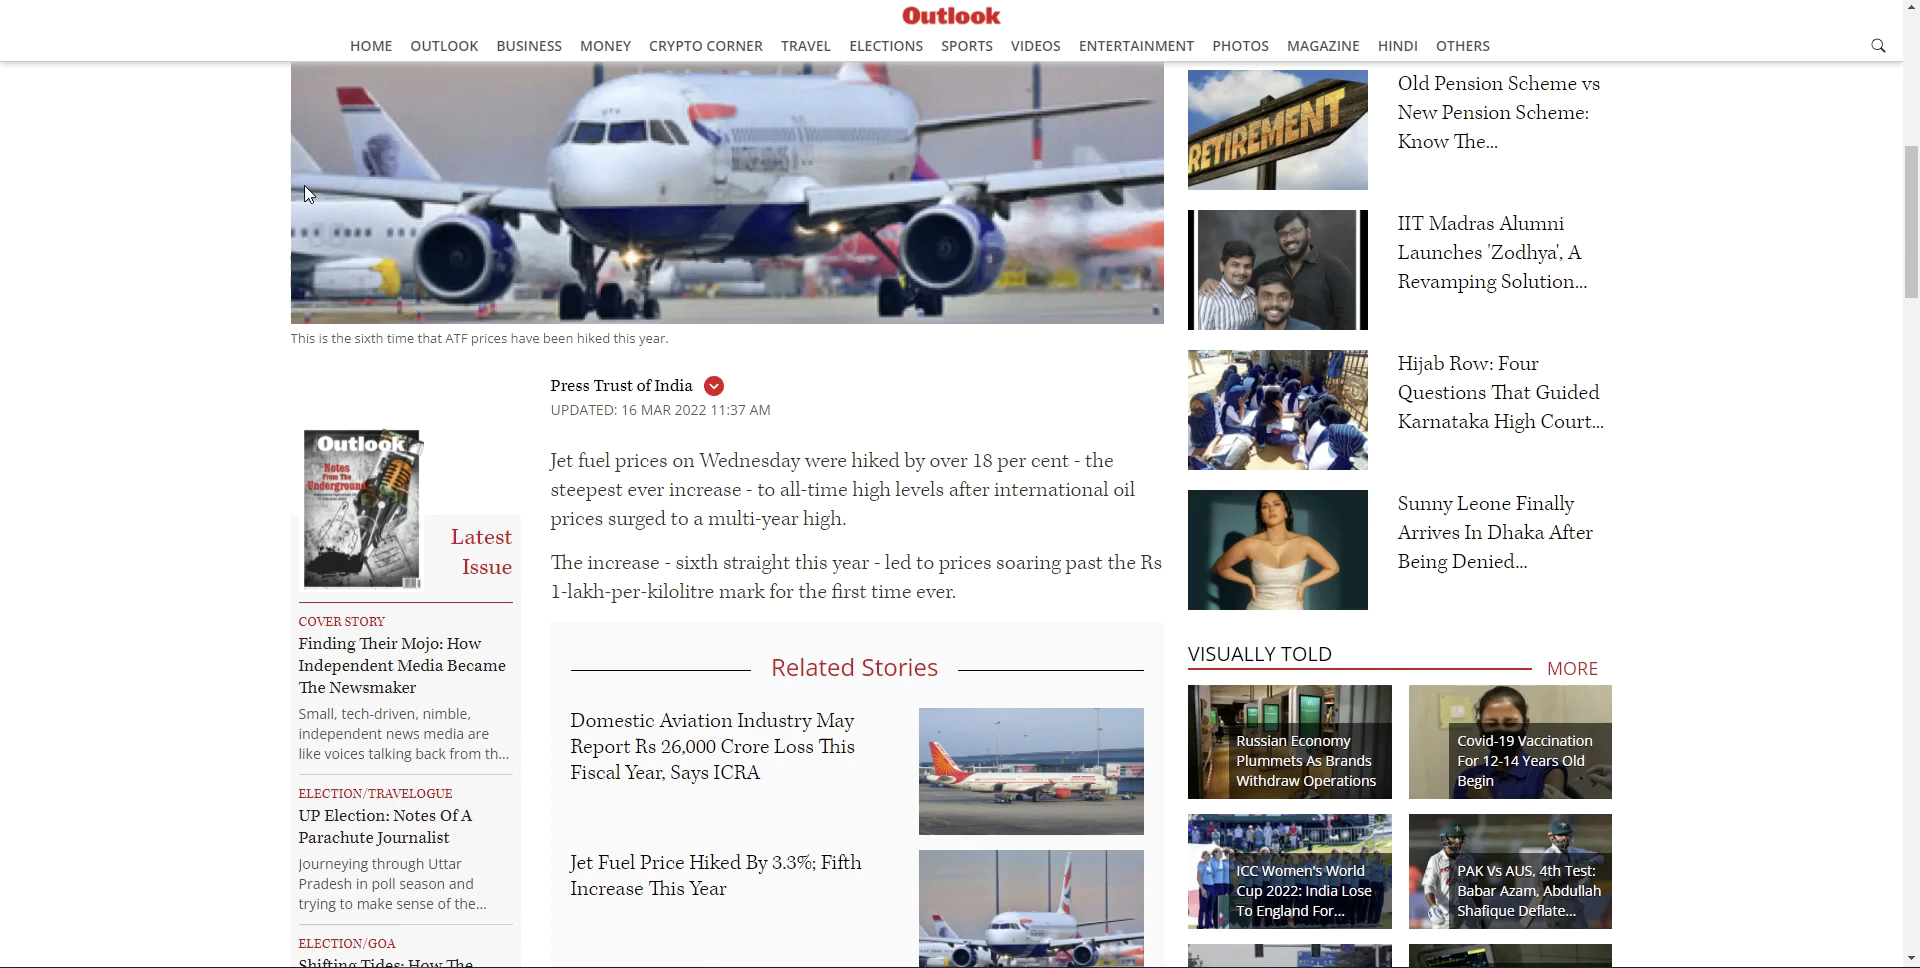 Outlook
HOME OUTLOOK BUSINESS MONEY CRYPTO CORNER TRAVEL ELECTIONS SPORTS VIDEOS ENTERTAINMENT PHOTOS MAGAZINE HINDI OTHERS
This is the sixth time that ATF prices have been hiked this year.
Press Trust of India
UPDATED: 16 MAR 2022 11:37 AM
Jet fuel prices on Wednesday were hiked by over 18 per cent - the
steepest ever increase - to all-time high levels after international oil
prices surged to a multi-year high.
The increase - sixth straight this year - led to prices soaring past the Rs
1-lakh-per-kilolitre mark for the first time ever.
Related Stories
Domestic Aviation Industry May
Report Rs 26,000 Crore Loss This
Fiscal Year, Says ICRA
Jet Fuel Price Hiked By 3.3%; Fifth
Increase This Year
Outlook
Notes
From The
Underground
Latest
Issue
COVER STORY
Finding Their Mojo: How
Independent Media Became
The Newsmaker
Small, tech-driven, nimble,
independent news media are
like voices talking back from th...
ELECTION/TRAVELOGUE
UP Election: Notes Of A
Parachute Journalist
Journeying through Uttar
Pradesh in poll season and
trying to make sense of the...
ELECTION/GOA
Shifting Tides: How The
RETIREMENT
Old Pension Scheme vs
New Pension Scheme:
Know The...
IIT Madras Alumni
Launches 'Zodhya', A
Revamping Solution...
Hijab Row: Four
Questions That Guided
Karnataka High Court...
Sunny Leone Finally
Arrives In Dhaka After
Being Denied...
VISUALLY TOLD
MORE
Russian Economy
Plummets As Brands
Withdraw Operations
Covid-19 Vaccination
For 12-14 Years Old
Begin
ICC Women's World
Cup 2022: India Lose
To England For...
PAK Vs AUS, 4th Test:
Babar Azam, Abdullah
Shafique Deflate...